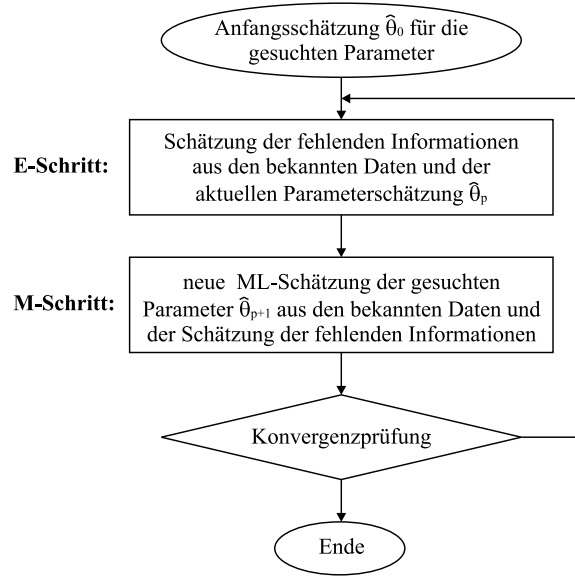 Anfangsschätzung θ̂₀ für die
gesuchten Parameter
E-Schritt:
Schätzung der fehlenden Informationen
aus den bekannten Daten und der
aktuellen Parameterschätzung θ̂ₚ
M-Schritt:
neue ML-Schätzung der gesuchten
Parameter θ̂ₚ₊₁ aus den bekannten Daten und
der Schätzung der fehlenden Informationen
Konvergenzprüfung
Ende